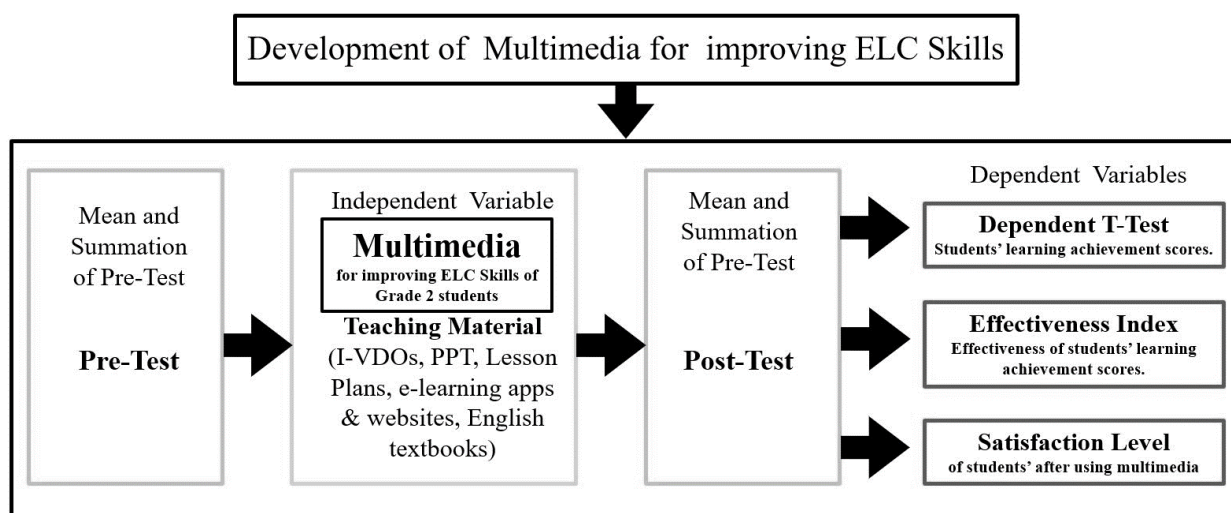 Development of Multimedia for improving ELC Skills
Mean and
Summation
of Pre-Test
Pre-Test
Independent Variable
Multimedia
for improving ELC Skills of
Grade 2 students
Teaching Material
(I-VDOs, PPT, Lesson
Plans, e-learning apps
& websites, English
textbooks)
Mean and
Summation
of Pre-Test
Post-Test
Dependent Variables
Dependent T-Test
Students' learning achievement scores.
Effectiveness Index
Effectiveness of students' learning
achievement scores.
Satisfaction Level
of students' after using multimedia